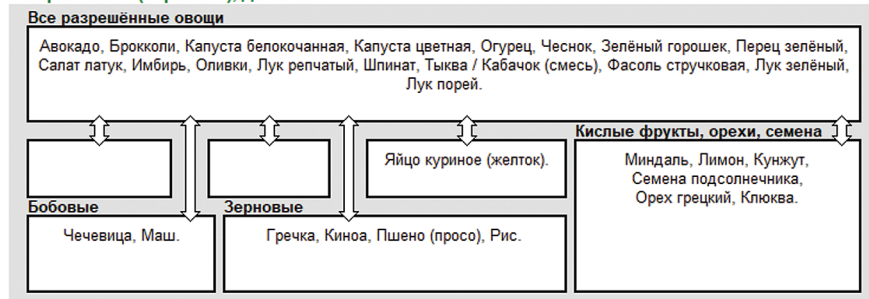 Все разрешённые овощи
Авокадо, Брокколи, Капуста белокочанная, Капуста цветная, Огурец, Чеснок, Зелёный горошек, Перец зелёный,
Салат латук, Имбирь, Оливки, Лук репчатый, Шпинат, Тыква / Кабачок (смесь), Фасоль стручковая, Лук зелёный,
Лук порей.
Яйцо куриное (желток).
Кислые фрукты, орехи, семена
Миндаль, Лимон, Кунжут,
Семена подсолнечника,
Орех грецкий, Клюква.
Бобовые
Чечевица, Маш.
Зерновые
Гречка, Киноа, Пшено (просо), Рис.